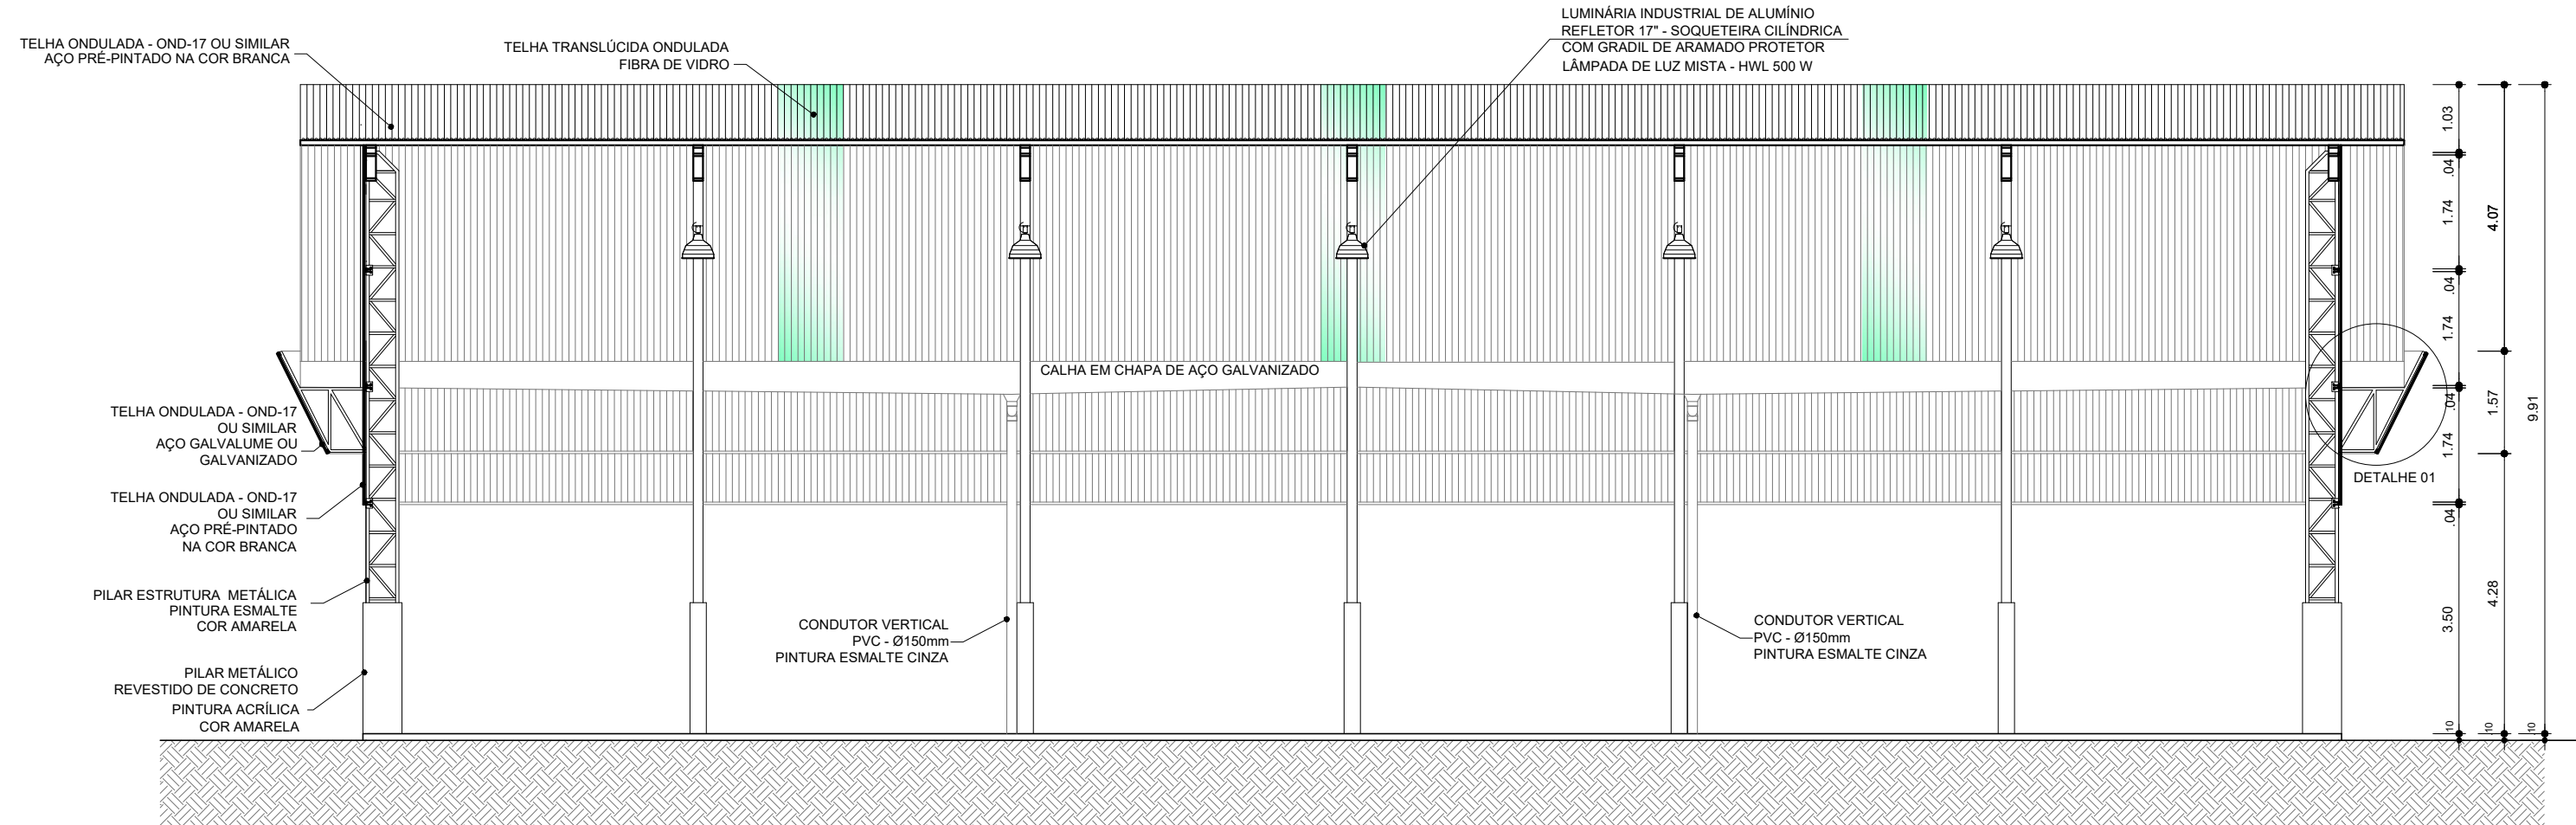 LUMINÁRIA INDUSTRIAL DE ALUMÍNIO
REFLETOR 17" - SOQUETEIRA CILÍNDRICA
COM GRADIL DE ARAMADO PROTETOR
LÂMPADA DE LUZ MISTA - HWL 500 W
TELHA ONDULADA - OND-17 OU SIMILAR
AÇO PRÉ-PINTADO NA COR BRANCA
TELHA TRANSLÚCIDA ONDULADA
FIBRA DE VIDRO
CALHA EM CHAPA DE AÇO GALVANIZADO
TELHA ONDULADA - OND-17
OU SIMILAR
AÇO GALVALUME OU
GALVANIZADO
TELHA ONDULADA - OND-17
OU SIMILAR
AÇO PRÉ-PINTADO
NA COR BRANCA
PILAR ESTRUTURA METÁLICA
PINTURA ESMALTE
COR AMARELA
PILAR METÁLICO
REVESTIDO DE CONCRETO
PINTURA ACRÍLICA
COR AMARELA
CONDUTOR VERTICAL
PVC - Ø150mm
PINTURA ESMALTE CINZA
CONDUTOR VERTICAL
PVC - Ø150mm
PINTURA ESMALTE CINZA
DETALHE 01
1.03
.04
1.74
.04
1.74
.04
1.74
.04
3.50
.10
4.07
1.57
4.28
.10
9.91
.10